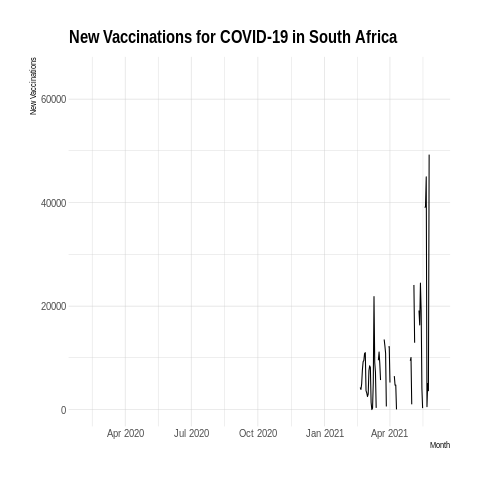 New Vaccinations for COVID-19 in South Africa
New Vaccinations
60000
40000
20000
0
Apr 2020 Jul 2020 Oct 2020 Jan 2021 Apr 2021
Month